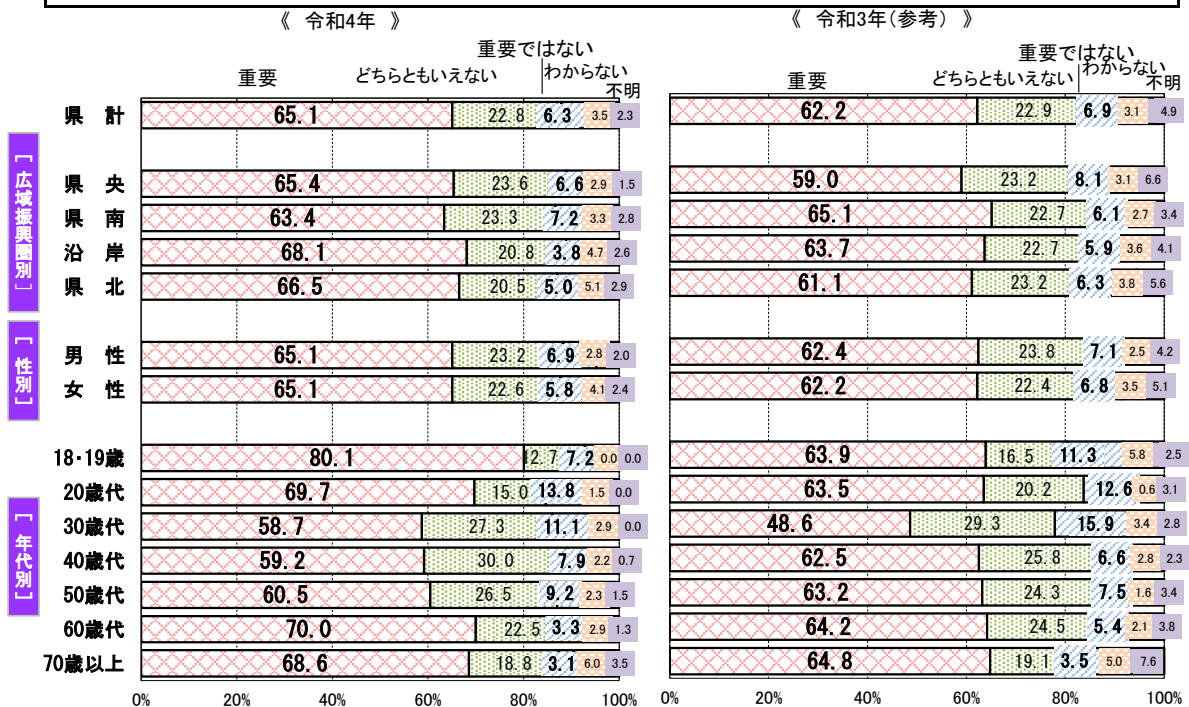 《 令和4年 》
《 令和3年(参考) 》
重要
どちらともいえない
重要ではない
わからない
不明
重要
どちらともいえない
重要ではない
わからない
不明
[広域振興圏別]
[性別]
[年代別]
県 計 65.1 22.8 6.3 3.5 2.3 62.2 22.9 6.9 3.1 4.9
県 央 65.4 23.6 6.6 2.9 1.5 59.0 23.2 8.1 3.1 6.6
県 南 63.4 23.3 7.2 3.3 2.8 65.1 22.7 6.1 2.7 3.4
沿 岸 68.1 20.8 3.8 4.7 2.6 63.7 22.7 5.9 3.6 4.1
県 北 66.5 20.5 5.0 5.1 2.9 61.1 23.2 6.3 3.8 5.6
男 性 65.1 23.2 6.9 2.8 2.0 62.4 23.8 7.1 2.5 4.2
女 性 65.1 22.6 5.8 4.1 2.4 62.2 22.4 6.8 3.5 5.1
18・19歳 80.1 12.7 7.2 0.0 0.0 63.9 16.5 11.3 5.8 2.5
20歳代 69.7 15.0 13.8 1.5 0.0 63.5 20.2 12.6 0.6 3.1
30歳代 58.7 27.3 11.1 2.9 0.0 48.6 29.3 15.9 3.4 2.8
40歳代 59.2 30.0 7.9 2.2 0.7 62.5 25.8 6.6 2.8 2.3
50歳代 60.5 26.5 9.2 2.3 1.5 63.2 24.3 7.5 1.6 3.4
60歳代 70.0 22.5 3.3 2.9 1.3 64.2 24.5 5.4 2.1 3.8
70歳以上 68.6 18.8 3.1 6.0 3.5 64.8 19.1 3.5 5.0 7.6
0% 20% 40% 60% 80% 100% 0% 20% 40% 60% 80% 100%